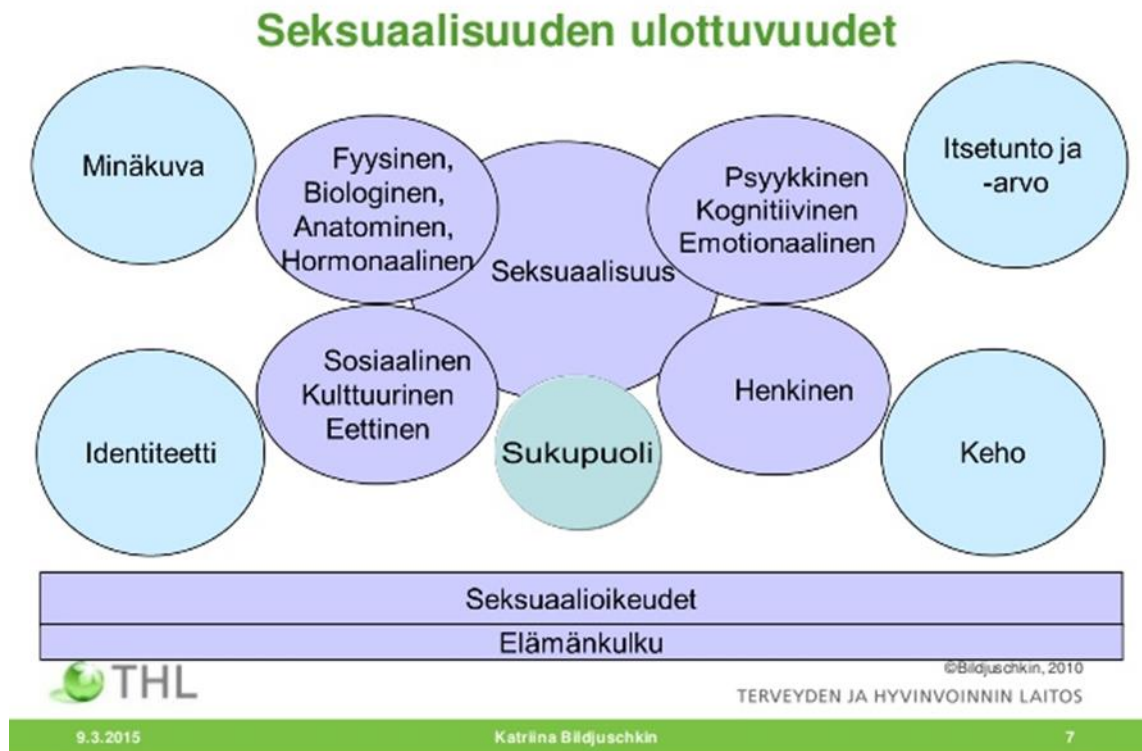 Seksuaalisuuden ulottuvuudet
Minäkuva
Fyysinen,
Biologinen,
Anatominen,
Hormonaalinen
Seksuaalisuus
Psyykkinen
Kognitiivinen
Emotionaalinen
Itsetunto ja
-arvo
Identiteetti
Sosiaalinen
Kulttuurinen
Eettinen
Sukupuoli
Henkinen
Keho
Seksuaalioikeudet
Elämänkulku
THL
©Bildjuschkin, 2010
TERVEYDEN JA HYVINVOINNIN LAITOS
9.3.2015
Katriina Bildjuschkin
7